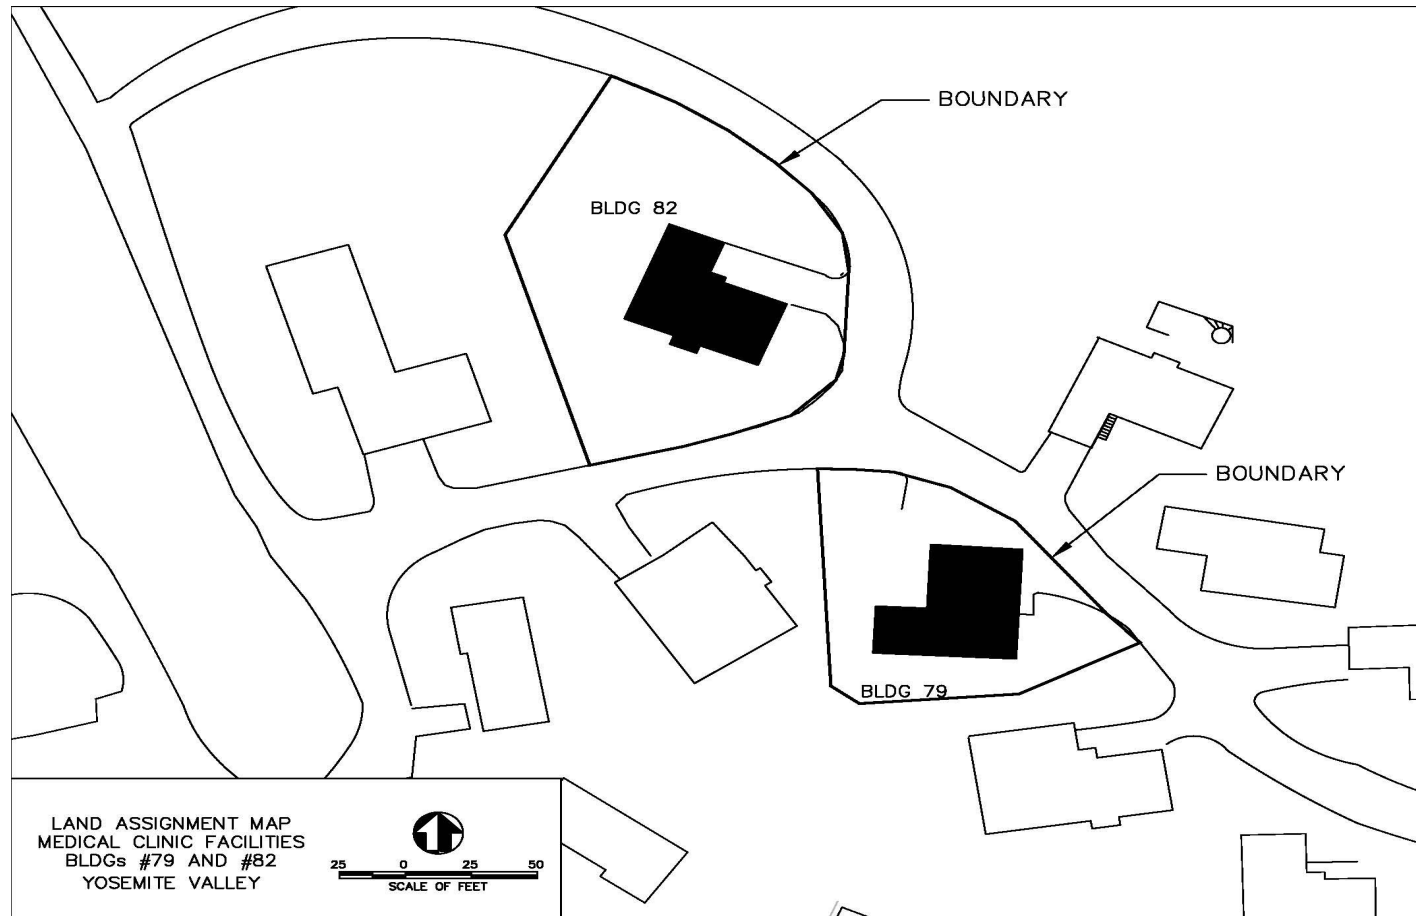 BOUNDARY
BLDG 82
BOUNDARY
BLDG 79
LAND ASSIGNMENT MAP
MEDICAL CLINIC FACILITIES
BLDGs #79 AND #82
YOSEMITE VALLEY
25 0 25 50
SCALE OF FEET